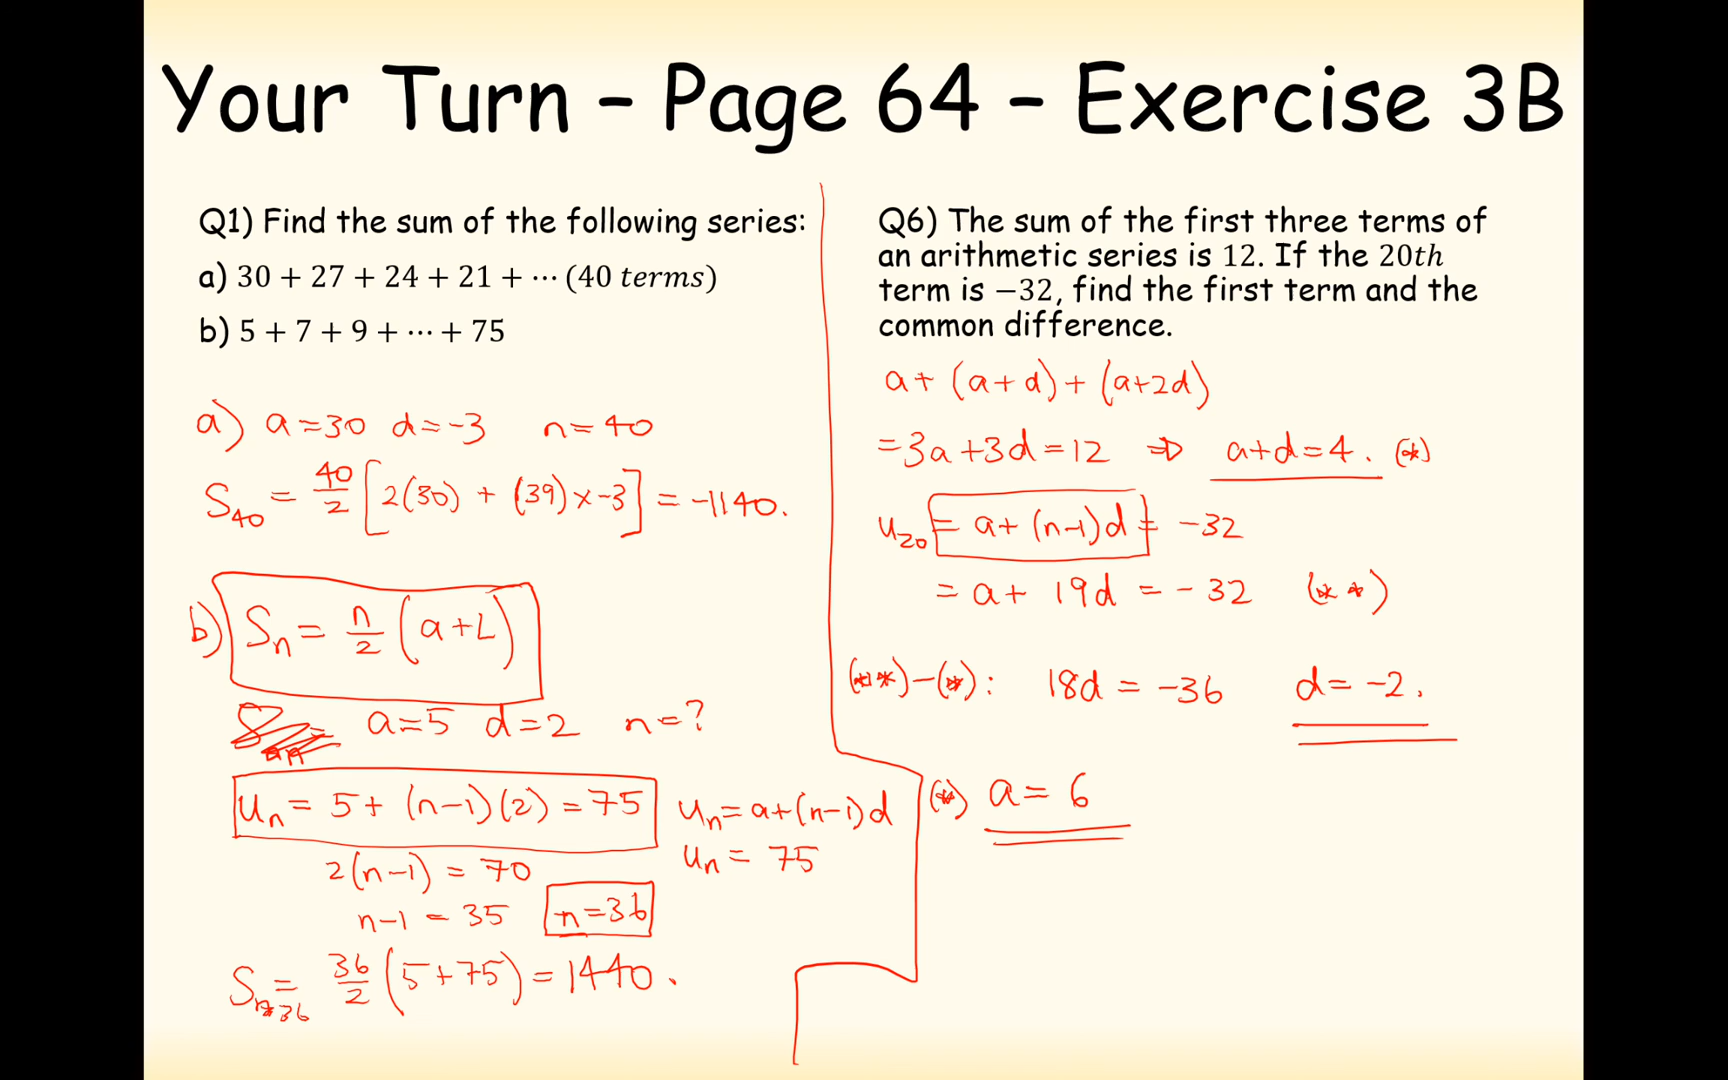 Your Turn – Page 64 – Exercise 3B
Q1) Find the sum of the following series:
a) 30 + 27 + 24 + 21 + ⋯ (40 terms)
b) 5 + 7 + 9 + ⋯ + 75
a) a=30 d=-3 n=40
S₄₀ = 40/2 [2(30) + (39)×-3] = -1140.
b) Sₙ = n/2 (a+L)
a=5 d=2 n=?
uₙ = 5+(n-1)(2) = 75
uₙ=a+(n-1)d
uₙ = 75
2(n-1) = 70
n-1 = 35 n=36
Sₙ₌₃₆ = 36/2 (5+75) = 1440.
Q6) The sum of the first three terms of
an arithmetic series is 12. If the 20th
term is −32, find the first term and the
common difference.
a+(a+d)+(a+2d)
=3a+3d=12 ⇒ a+d=4. (*)
u₂₀ = a+(n-1)d = -32
= a+ 19d = -32 (**)
(**)-(*): 18d = -36 d= -2.
(*) a= 6